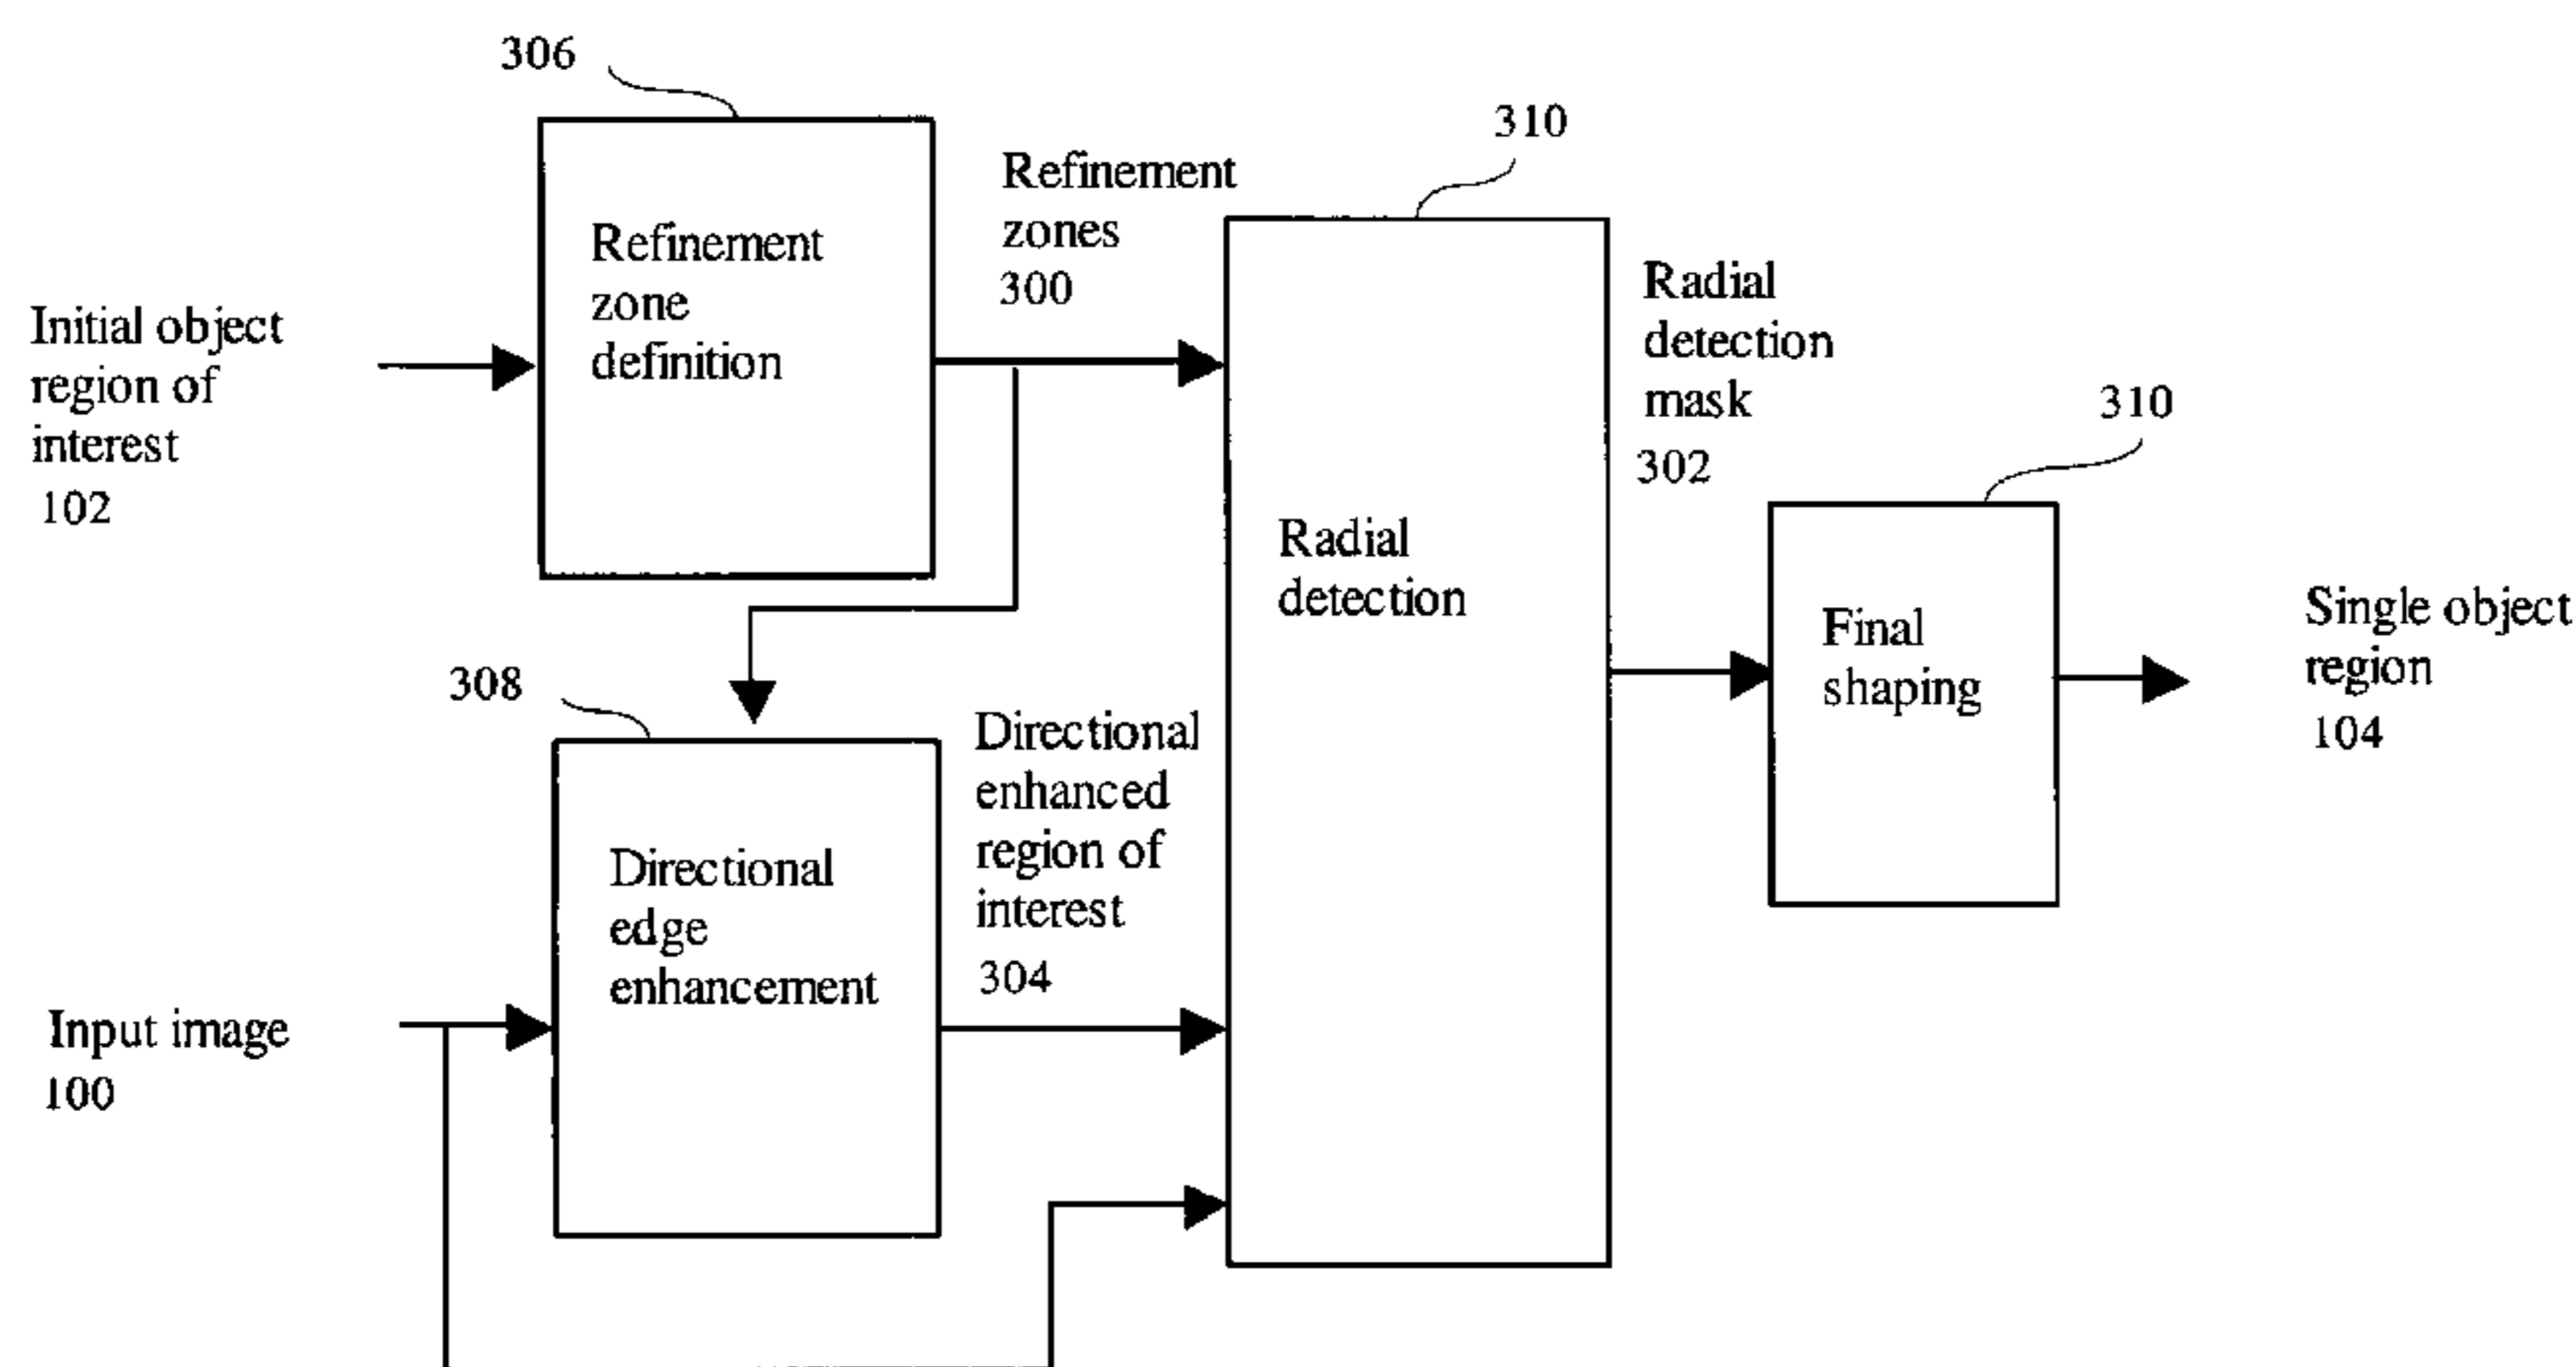 306
310
Refinement
zones
300
Refinement
zone
definition
Initial object
region of
interest
102
Radial
detection
mask
302
310
Radial
detection
Final
shaping
Single object
region
104
308
Directional
enhanced
region of
interest
304
Directional
edge
enhancement
Input image
100